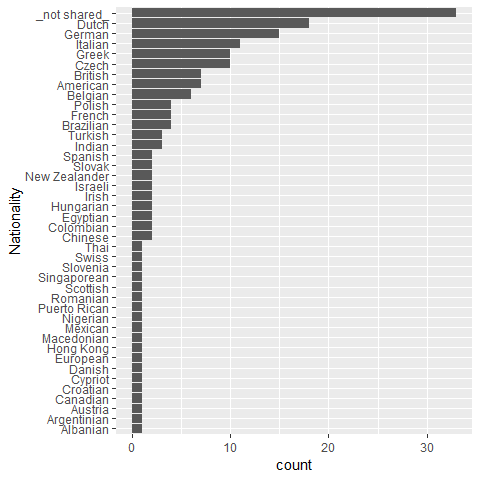 _not shared_
Dutch
German
Italian
Greek
Czech
British
American
Belgian
Polish
French
Brazilian
Turkish
Indian
Spanish
Slovak
New Zealander
Israeli
Irish
Hungarian
Egyptian
Colombian
Chinese
Thai
Swiss
Slovenia
Singaporean
Scottish
Romanian
Puerto Rican
Nigerian
Mexican
Macedonian
Hong Kong
European
Danish
Cypriot
Croatian
Canadian
Austria
Argentinian
Albanian
Nationality
0 10 20 30
count